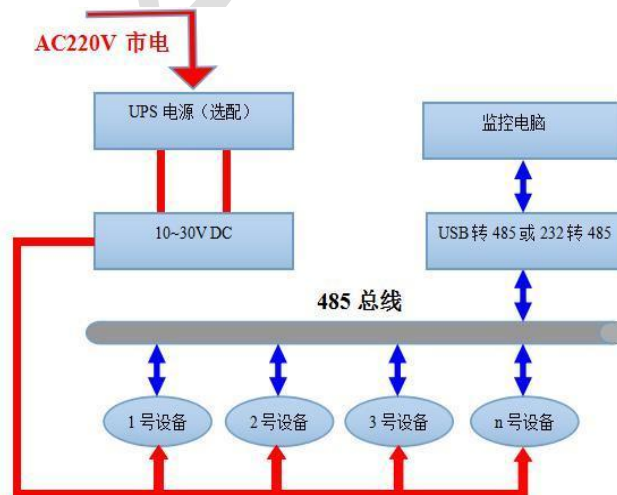 AC220V 市电
UPS 电源（选配）
监控电脑
10~30V DC
USB 转 485 或 232 转 485
485 总线
1 号设备
2 号设备
3 号设备
n 号设备